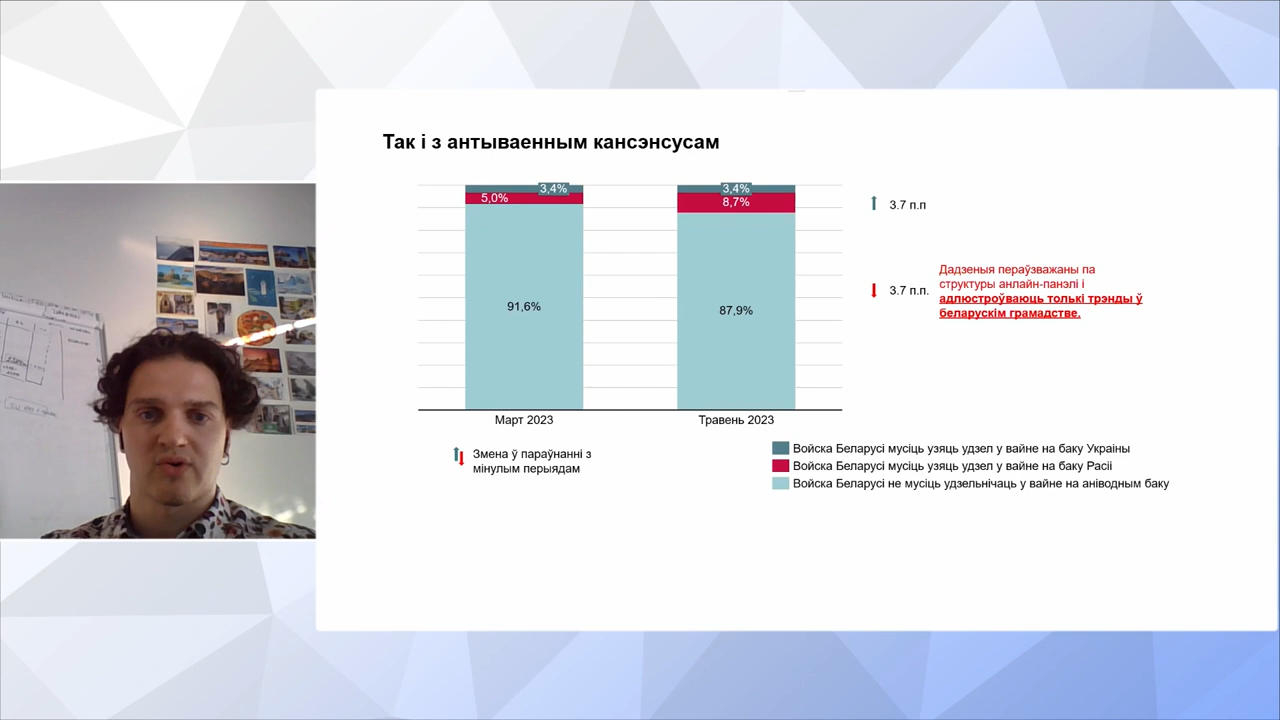 Так і з антываенным кансэнсусам
3,4%
5,0%
91,6%
3,4%
8,7%
87,9%
Март 2023
Травень 2023
3.7 п.п
3.7 п.п.
Дадзеныя пераўзважаны па
структуры анлайн-панэлі і
адлюстроўваюць толькі трэнды ў
беларускім грамадстве.
Змена ў параўнанні з
мінулым перыядам
Войска Беларусі мусіць узяць удзел у вайне на баку Украіны
Войска Беларусі мусіць узяць удзел у вайне на баку Расіі
Войска Беларусі не мусіць удзельнічаць у вайне на аніводным баку